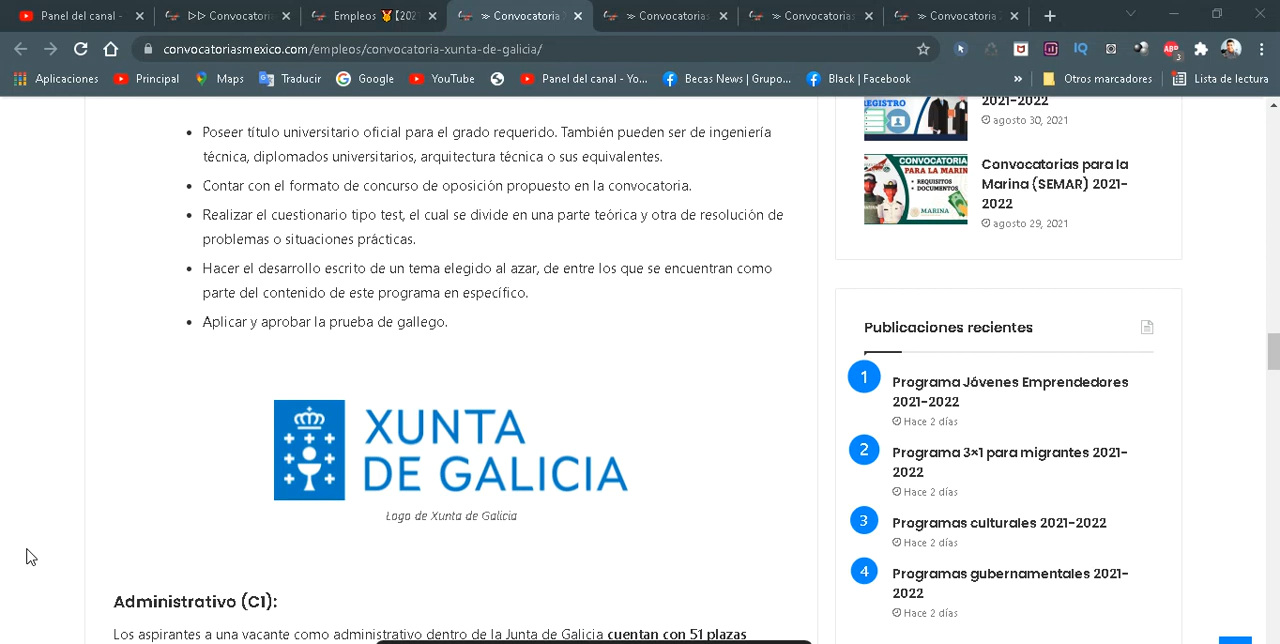 Panel del canal -
▷▷ Convocatori
Empleos 🏅【202
≫ Convocatoria
≫ Convocatorias
≫ Convocatoria
≫ Convocatoria
convocatoriasmexico.com/empleos/convocatoria-xunta-de-galicia/
Aplicaciones
Principal
Maps
Traducir
Google
YouTube
Panel del canal - Yo...
Becas News | Grupo...
Black | Facebook
»
Otros marcadores
Lista de lectura
• Poseer título universitario oficial para el grado requerido. También pueden ser de ingeniería
técnica, diplomados universitarios, arquitectura técnica o sus equivalentes.
• Contar con el formato de concurso de oposición propuesto en la convocatoria.
• Realizar el cuestionario tipo test, el cual se divide en una parte teórica y otra de resolución de
problemas o situaciones prácticas.
• Hacer el desarrollo escrito de un tema elegido al azar, de entre los que se encuentran como
parte del contenido de este programa en específico.
• Aplicar y aprobar la prueba de gallego.
XUNTA
DE GALICIA
Logo de Xunta de Galicia
Administrativo (C1):
Los aspirantes a una vacante como administrativo dentro de la Junta de Galicia cuentan con 51 plazas
REGISTRO
2021-2022
agosto 30, 2021
CONVOCATORIA
PARA LA MARINA
• REQUISITOS
• DOCUMENTOS
MARINA
Convocatorias para la
Marina (SEMAR) 2021-
2022
agosto 29, 2021
Publicaciones recientes
1
Programa Jóvenes Emprendedores
2021-2022
Hace 2 días
2
Programa 3×1 para migrantes 2021-
2022
Hace 2 días
3
Programas culturales 2021-2022
Hace 2 días
4
Programas gubernamentales 2021-
2022
Hace 2 días